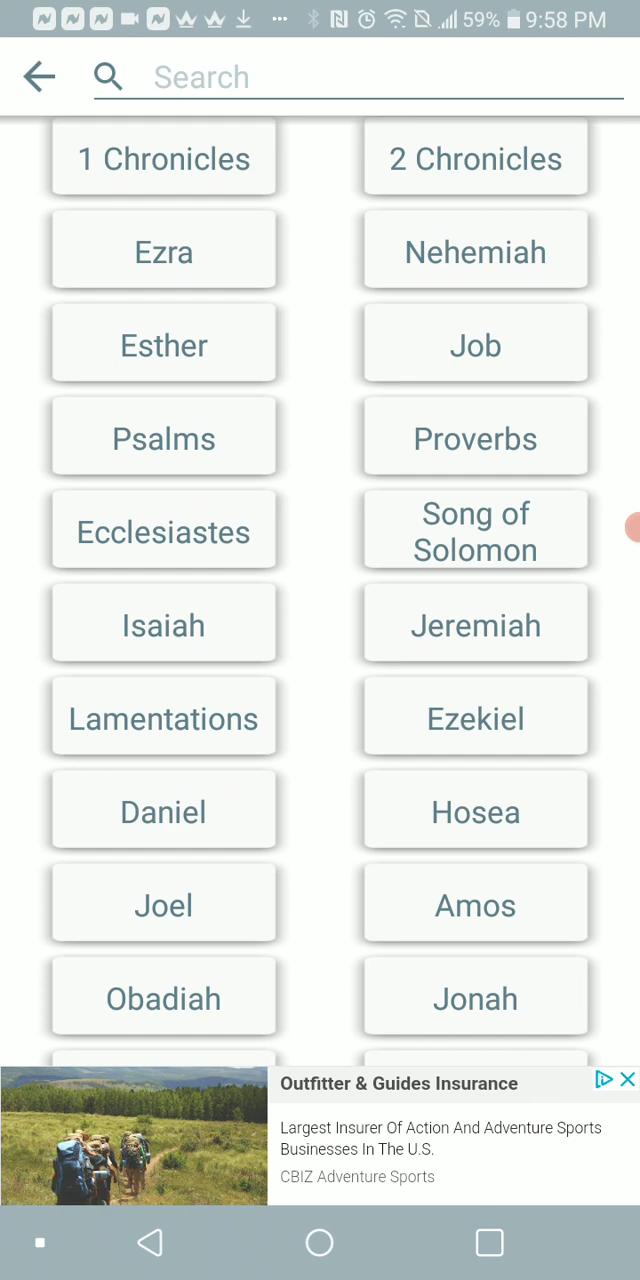 59% 9:58 PM
Search
1 Chronicles
2 Chronicles
Ezra
Nehemiah
Esther
Job
Psalms
Proverbs
Ecclesiastes
Song of
Solomon
Isaiah
Jeremiah
Lamentations
Ezekiel
Daniel
Hosea
Joel
Amos
Obadiah
Jonah
Outfitter & Guides Insurance
Largest Insurer Of Action And Adventure Sports
Businesses In The U.S.
CBIZ Adventure Sports